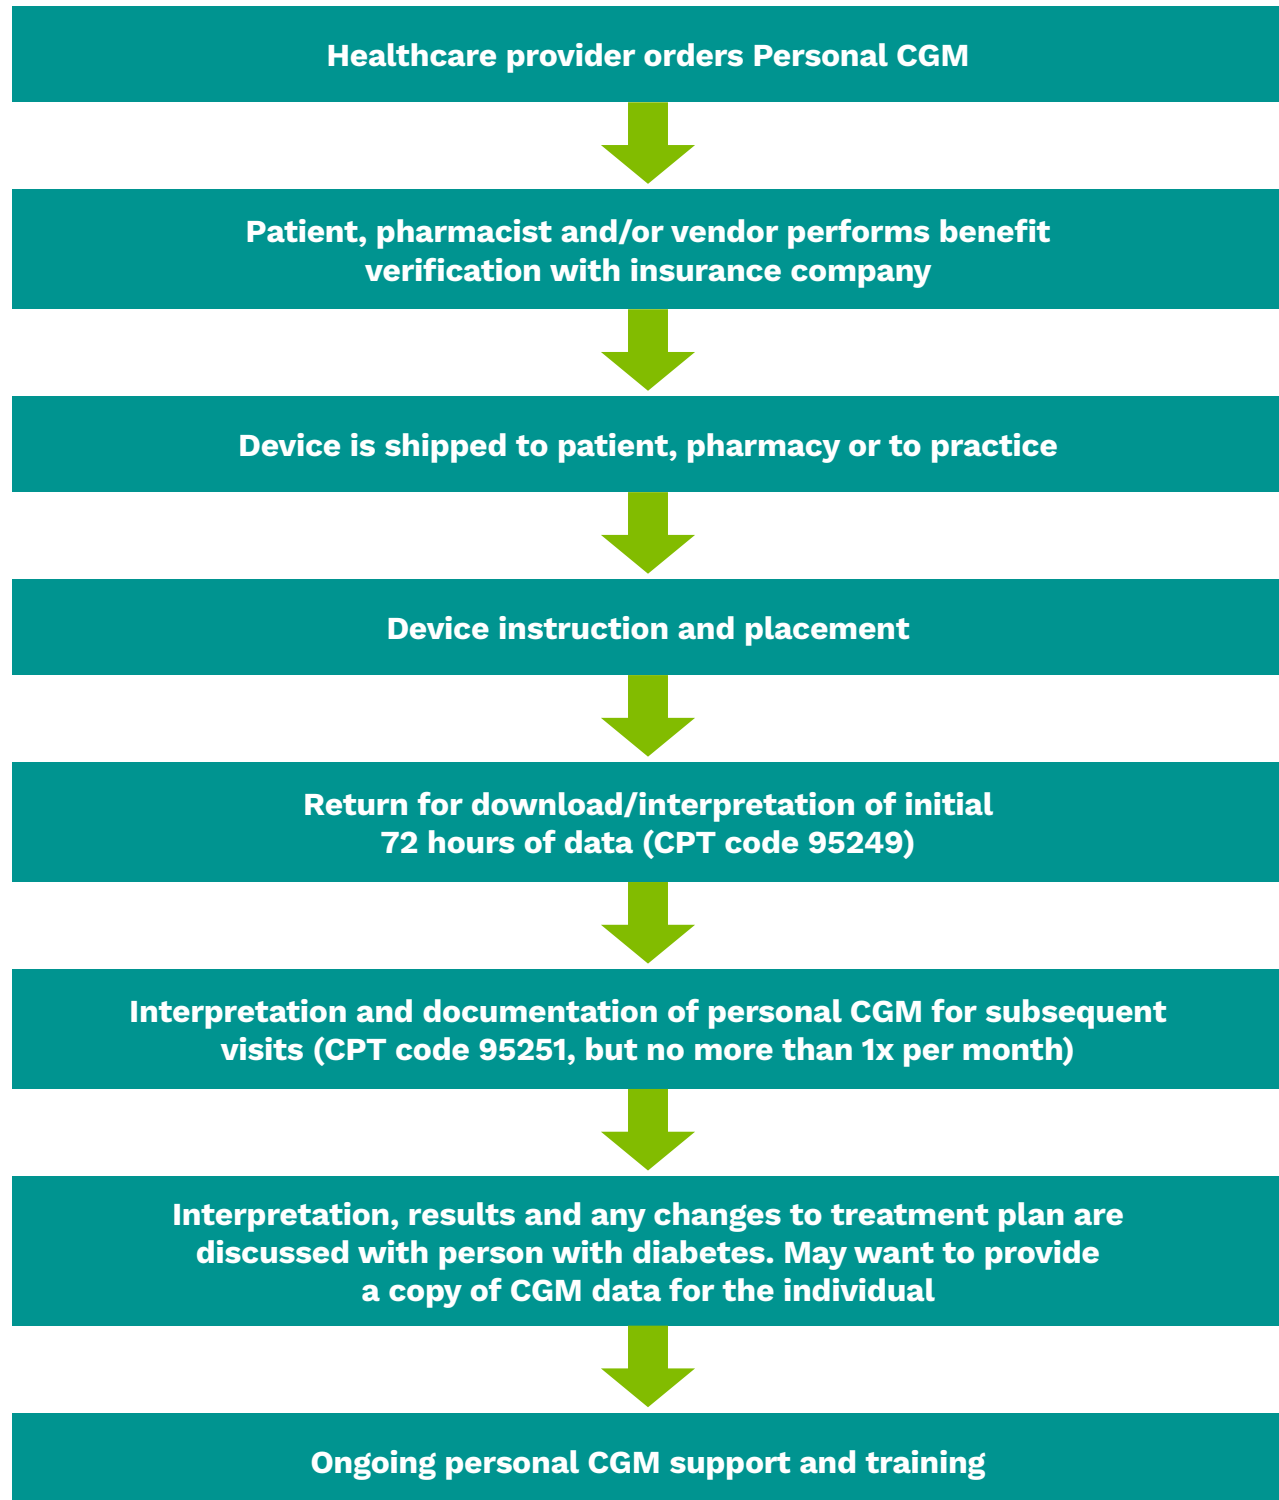 Healthcare provider orders Personal CGM
Patient, pharmacist and/or vendor performs benefit
verification with insurance company
Device is shipped to patient, pharmacy or to practice
Device instruction and placement
Return for download/interpretation of initial
72 hours of data (CPT code 95249)
Interpretation and documentation of personal CGM for subsequent
visits (CPT code 95251, but no more than 1x per month)
Interpretation, results and any changes to treatment plan are
discussed with person with diabetes. May want to provide
a copy of CGM data for the individual
Ongoing personal CGM support and training